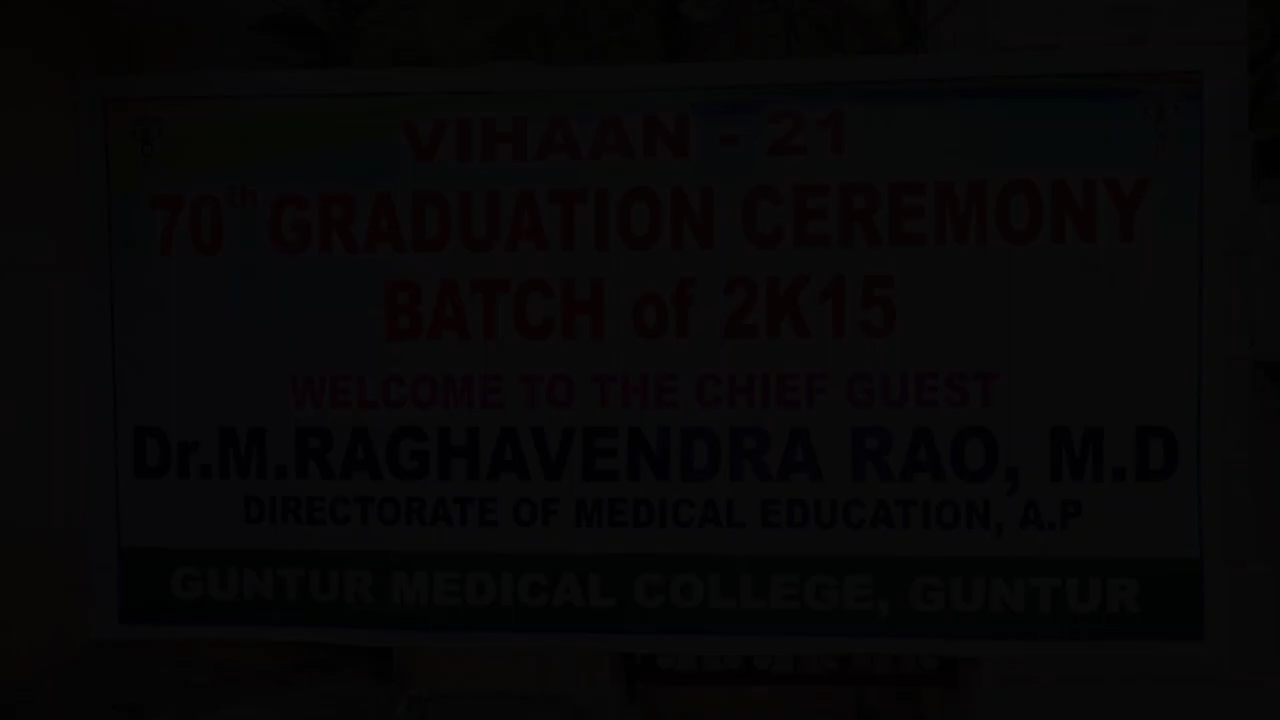 VIHAAN - 21
70th GRADUATION CEREMONY
BATCH of 2K15
WELCOME TO THE CHIEF GUEST
Dr.M.RAGHAVENDRA RAO, M.D
DIRECTORATE OF MEDICAL EDUCATION, A.P
GUNTUR MEDICAL COLLEGE, GUNTUR